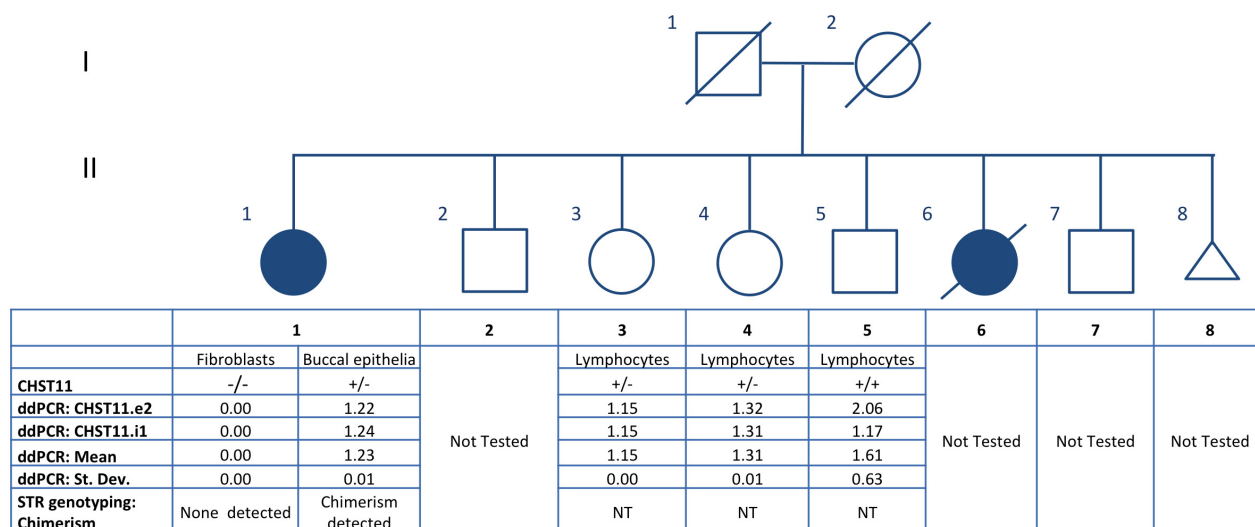 1 2
I
II
1 2 3 4 5 6 7 8
1 2 3 4 5 6 7 8
Fibroblasts Buccal epithelia Lymphocytes Lymphocytes Lymphocytes
CHST11 -/- +/- +/- +/- +/+
ddPCR: CHST11.e2 0.00 1.22 1.15 1.32 2.06
ddPCR: CHST11.i1 0.00 1.24 1.15 1.31 1.17
Not Tested Not Tested Not Tested Not Tested
ddPCR: Mean 0.00 1.23 1.15 1.31 1.61
ddPCR: St. Dev. 0.00 0.01 0.00 0.01 0.63
STR genotyping:
Chimerism None detected Chimerism
detected NT NT NT